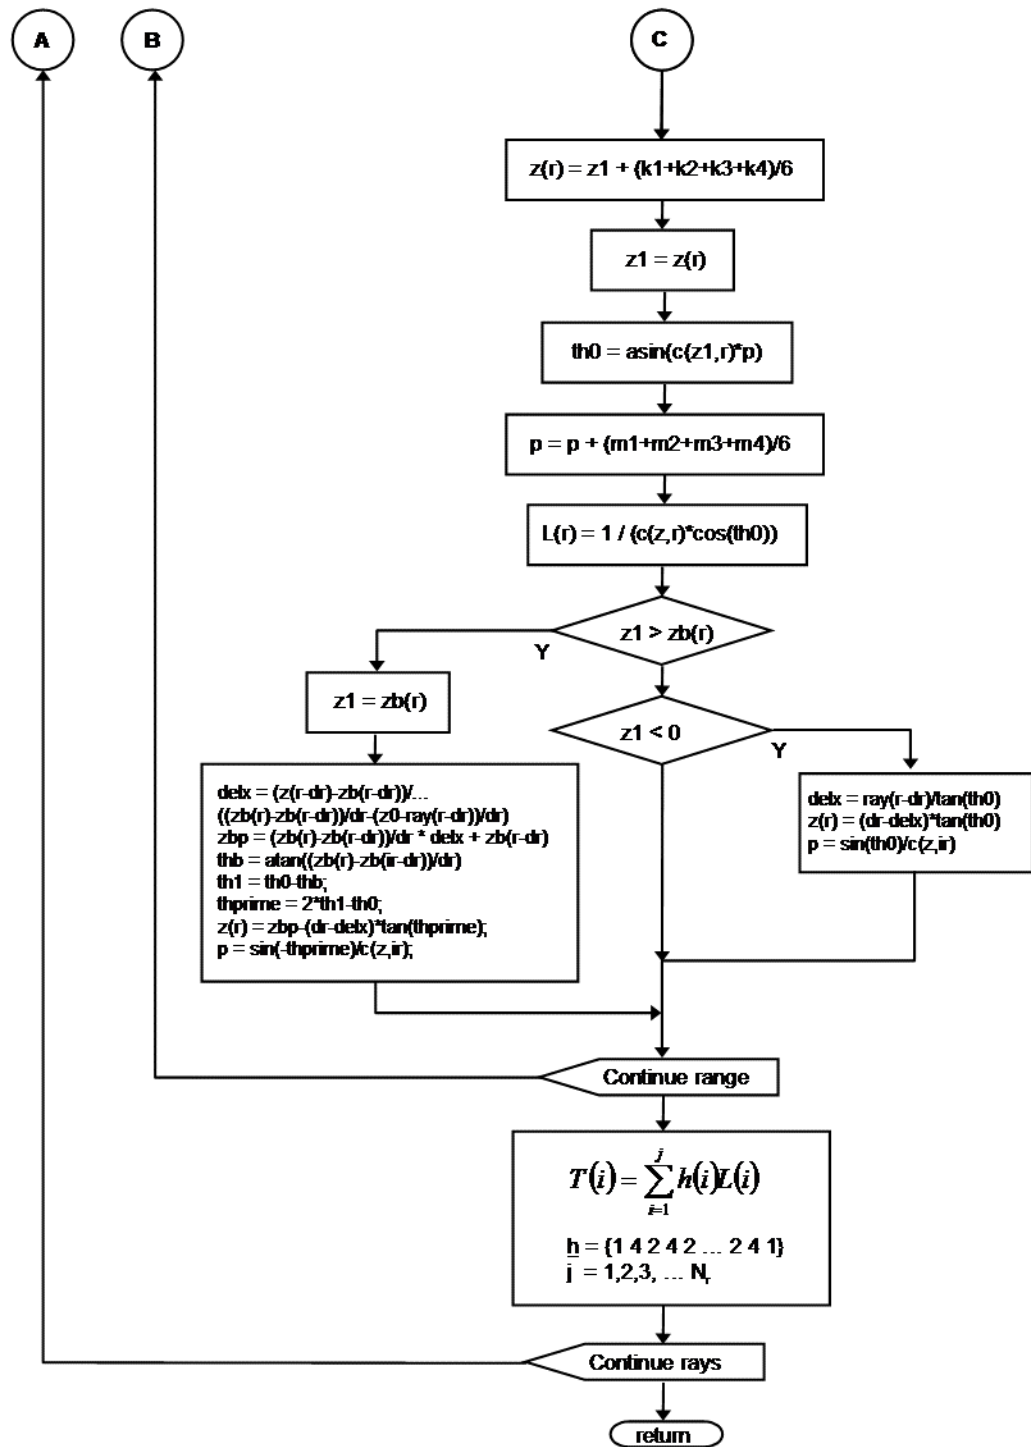 A
B
C
z(r) = z1 + (k1+k2+k3+k4)/6
z1 = z(r)
th0 = asin(c(z1,r)*p)
p = p + (m1+m2+m3+m4)/6
L(r) = 1 / (c(z,r)*cos(th0))
z1 > zb(r)
Y
z1 = zb(r)
z1 < 0
Y
delx = (z(r-dr)-zb(r-dr))/...
((zb(r)-zb(r-dr))/dr-(z0-ray(r-dr))/dr)
zbp = (zb(r)-zb(r-dr))/dr * delx + zb(r-dr)
thb = atan((zb(r)-zb(ir-dr))/dr)
th1 = th0-thb;
thprime = 2*th1-th0;
z(r) = zbp-(dr-delx)*tan(thprime);
p = sin(-thprime)/c(z,ir);
delx = ray(r-dr)/tan(th0)
z(r) = (dr-delx)*tan(th0)
p = sin(th0)/c(z,ir)
Continue range
T(i) = \sum_{i=1}^{j} h(i)L(i)
h = {1 4 2 4 2 ... 2 4 1}
j = 1,2,3, ... N_r
Continue rays
return